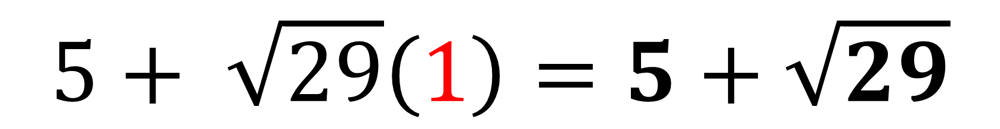 5 + √29(1) = 5 + √29